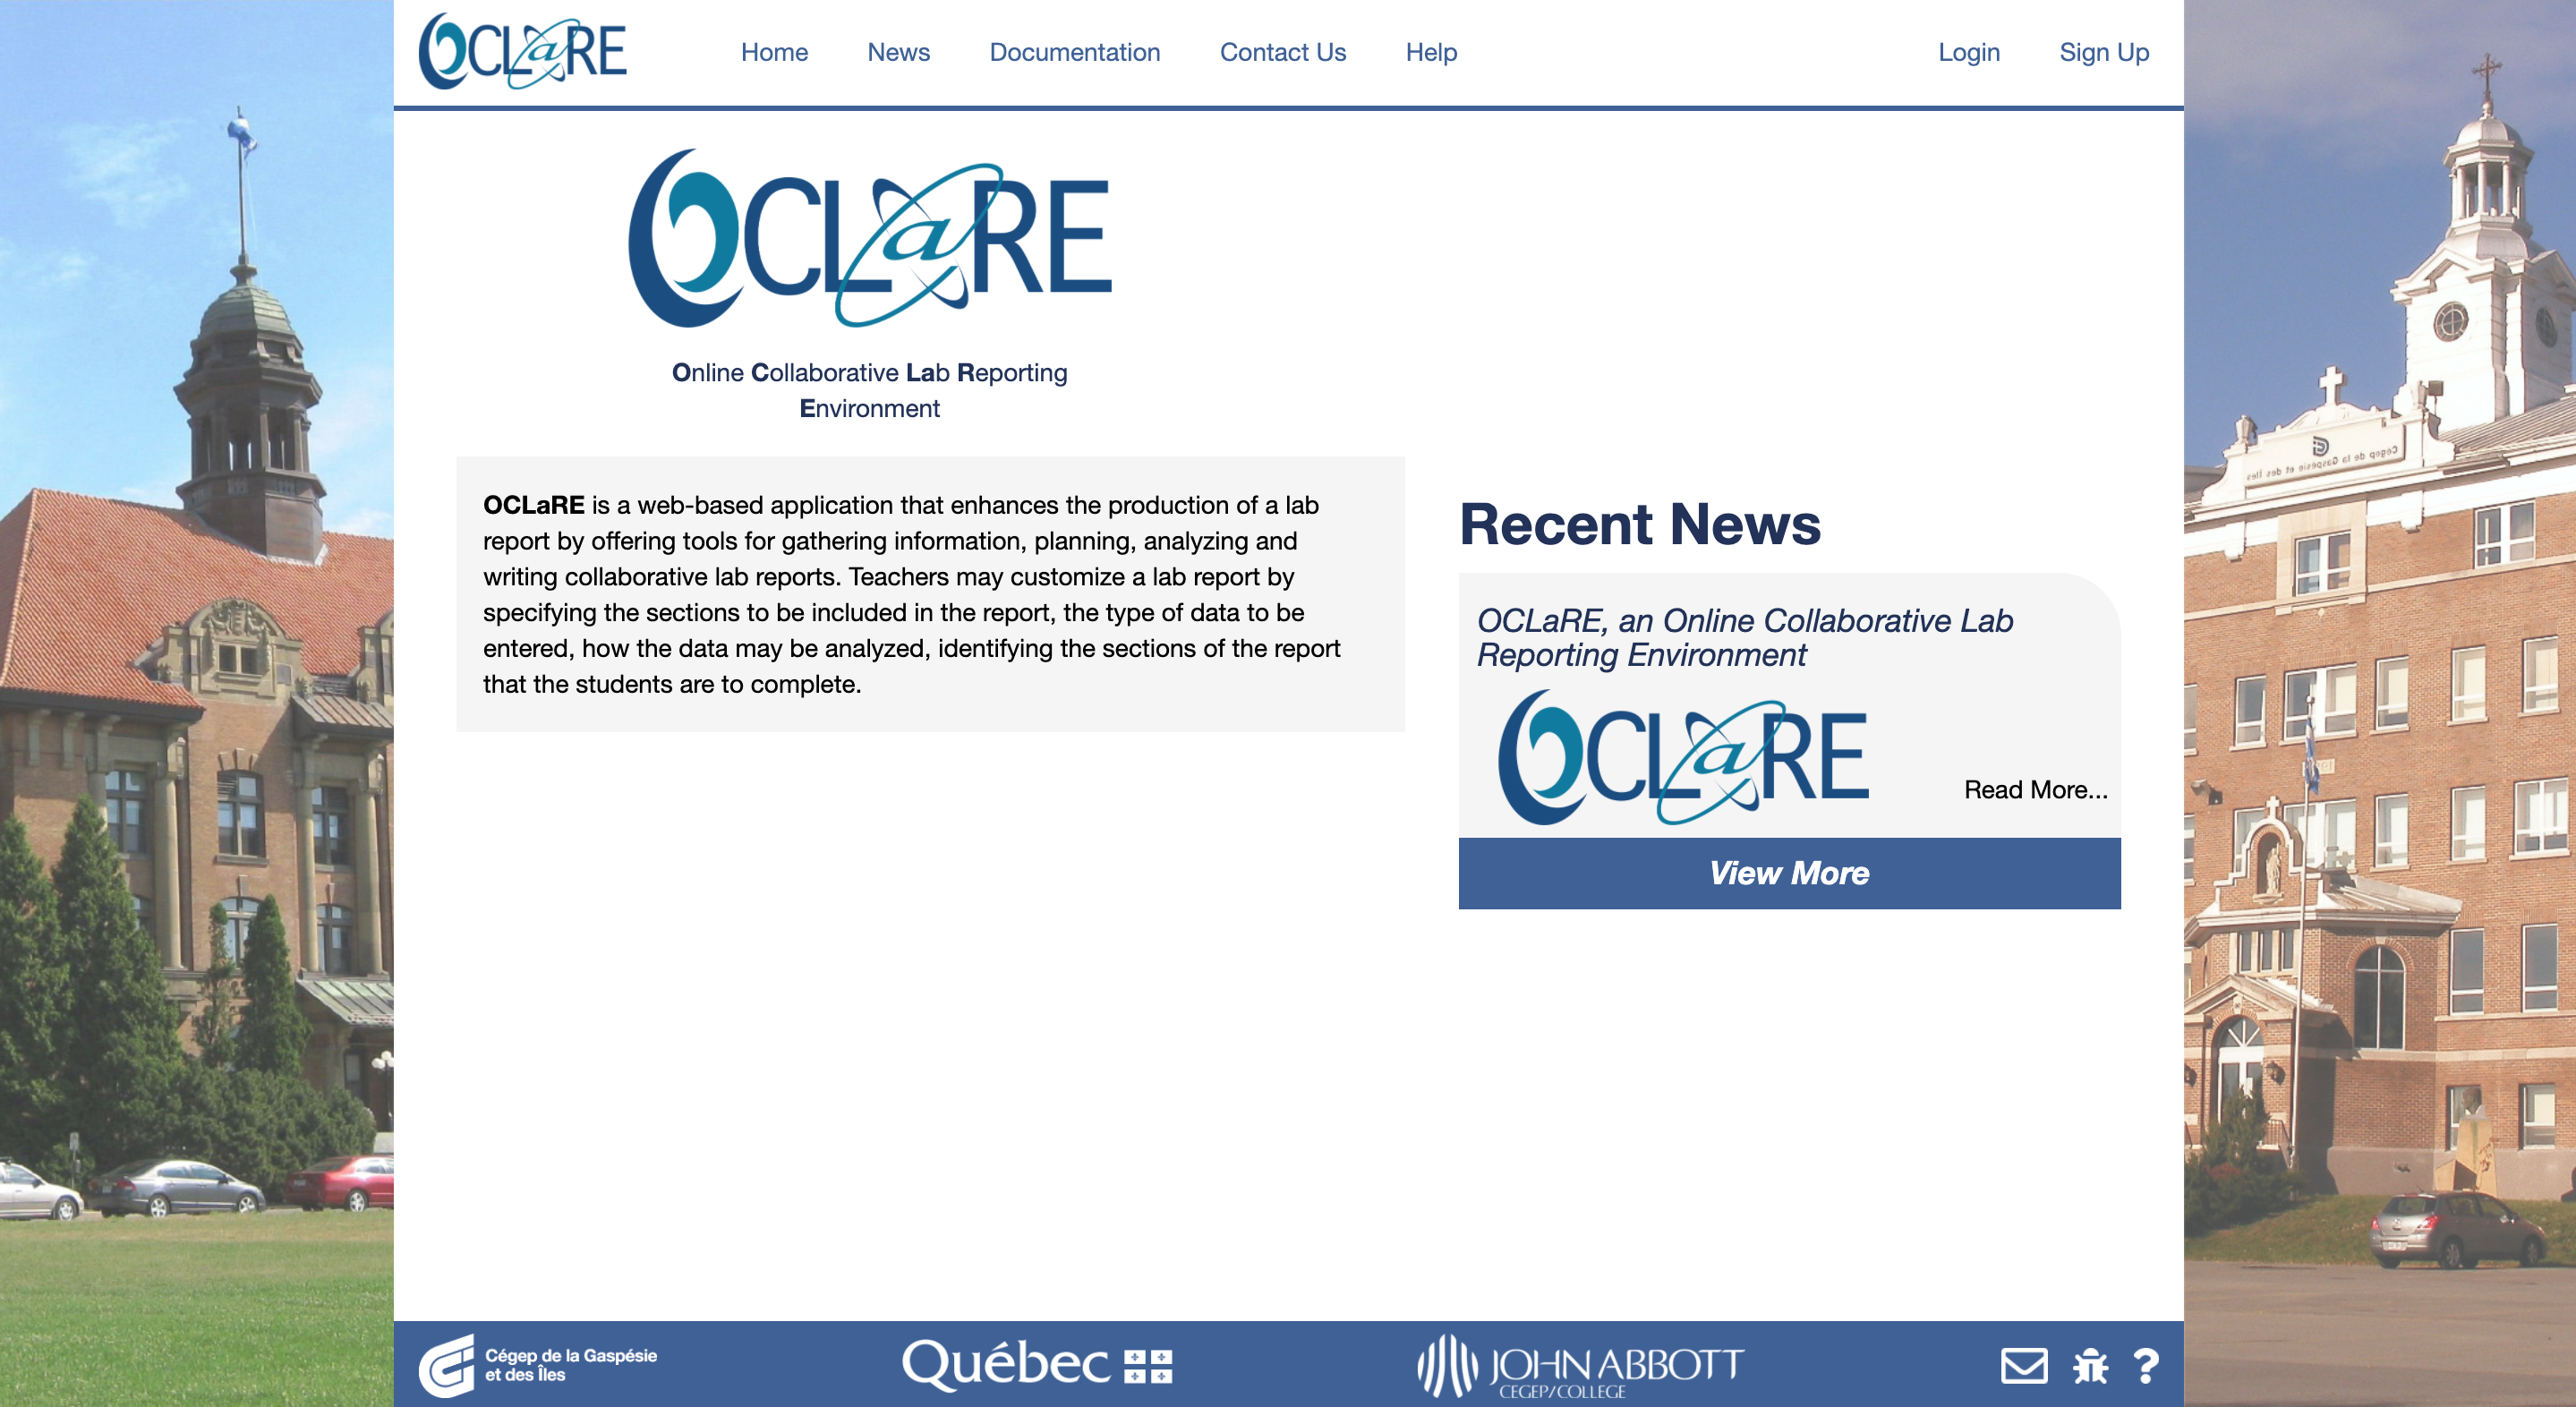 OCLaRE
Home
News
Documentation
Contact Us
Help
Login
Sign Up
OCLaRE
Online Collaborative Lab Reporting
Environment
OCLaRE is a web-based application that enhances the production of a lab
report by offering tools for gathering information, planning, analyzing and
writing collaborative lab reports. Teachers may customize a lab report by
specifying the sections to be included in the report, the type of data to be
entered, how the data may be analyzed, identifying the sections of the report
that the students are to complete.
Recent News
OCLaRE, an Online Collaborative Lab
Reporting Environment
OCLaRE
Read More...
View More
Cégep de la Gaspésie et des Îles
Cégep de la Gaspésie
et des Îles
Québec
JOHN ABBOTT
CEGEP/COLLEGE
?